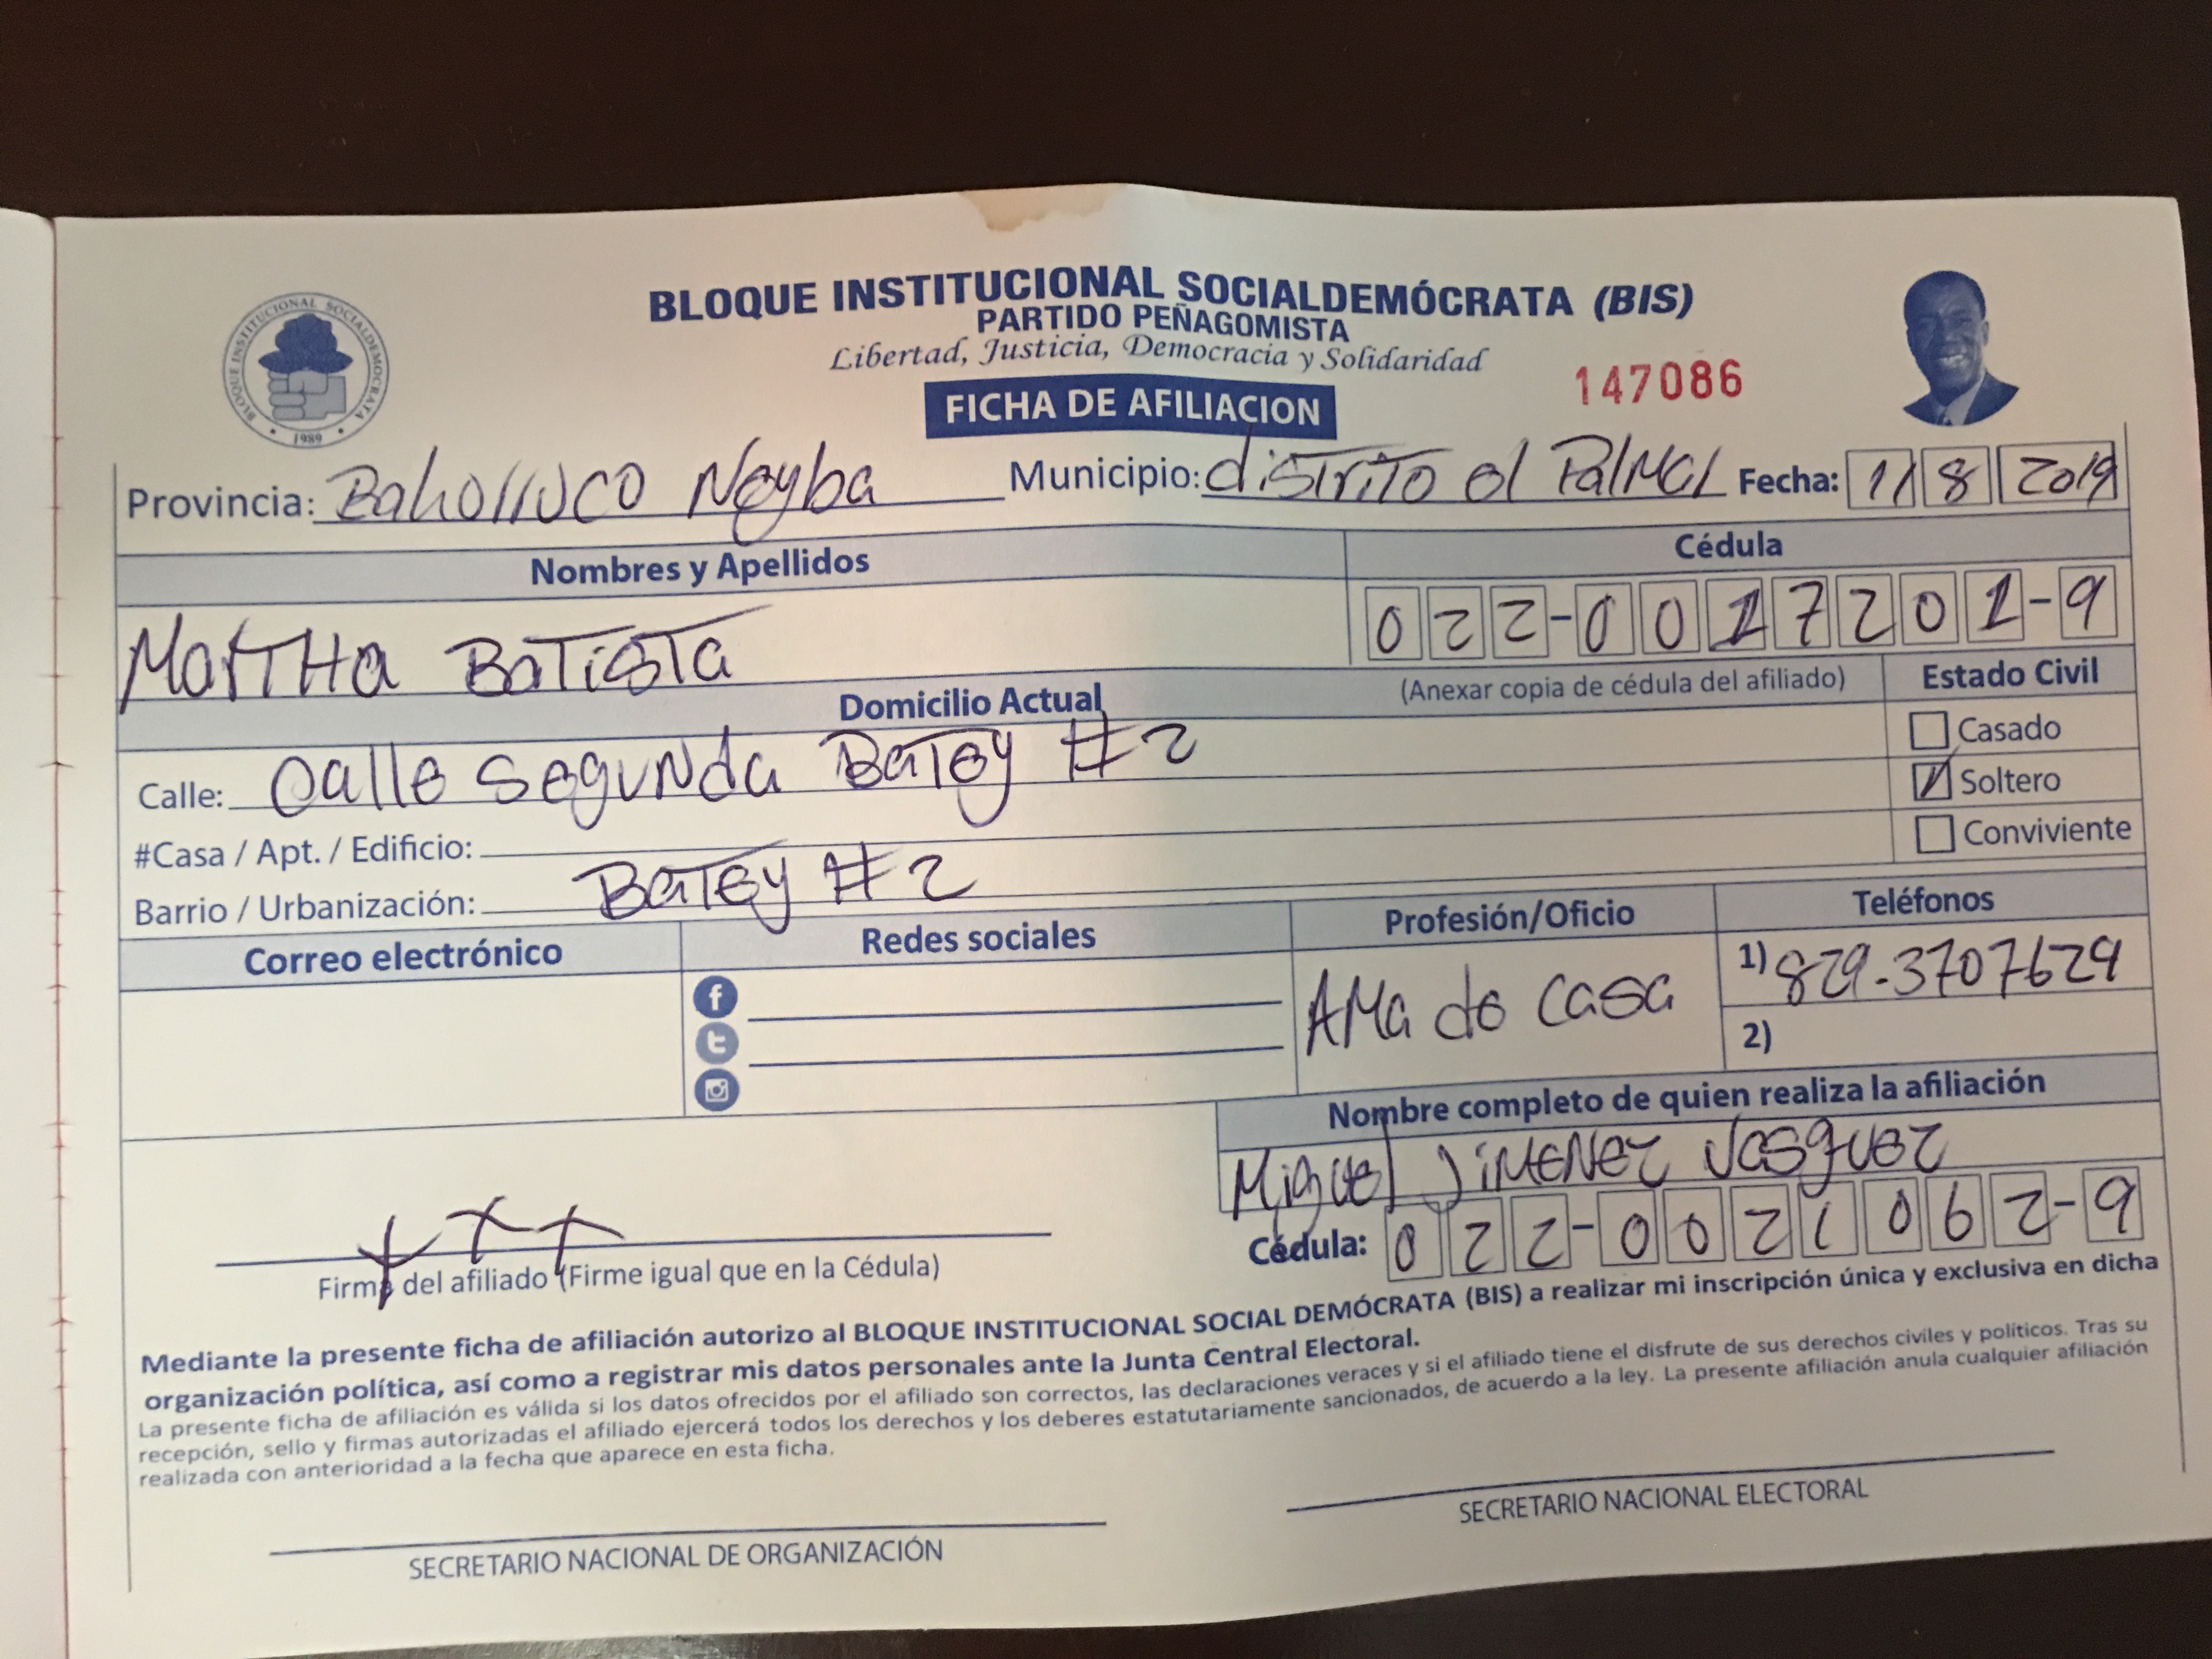 BLOQUE INSTITUCIONAL SOCIALDEMÓCRATA
1989
BLOQUE INSTITUCIONAL SOCIALDEMÓCRATA (BIS)
PARTIDO PEÑAGOMISTA
Libertad, Justicia, Democracia y Solidaridad
FICHA DE AFILIACION
147086
Provincia: Bahorruco Neyba Municipio: distrito el Palmar Fecha: 1/ 8 2019
Nombres y Apellidos Cédula
Martha Batista 022-0017201-9
Domicilio Actual (Anexar copia de cédula del afiliado) Estado Civil
Casado
Calle: calle segunda Batey #2
Soltero
#Casa / Apt. / Edificio:
Conviviente
Barrio / Urbanización: Batey #2
Correo electrónico Redes sociales Profesión/Oficio Teléfonos
f
Ama de casa 1) 829-3707629
t
2)
Nombre completo de quien realiza la afiliación
Miguel Jimenez Vasquez
Cédula: 022-0021062-9
xxx
Firma del afiliado (Firme igual que en la Cédula)
Mediante la presente ficha de afiliación autorizo al BLOQUE INSTITUCIONAL SOCIAL DEMÓCRATA (BIS) a realizar mi inscripción única y exclusiva en dicha
organización política, así como a registrar mis datos personales ante la Junta Central Electoral.
La presente ficha de afiliación es válida si los datos ofrecidos por el afiliado son correctos, las declaraciones veraces y si el afiliado tiene el disfrute de sus derechos civiles y políticos. Tras su
recepción, sello y firmas autorizadas el afiliado ejercerá todos los derechos y los deberes estatutariamente sancionados, de acuerdo a la ley. La presente afiliación anula cualquier afiliación
realizada con anterioridad a la fecha que aparece en esta ficha.
SECRETARIO NACIONAL DE ORGANIZACIÓN
SECRETARIO NACIONAL ELECTORAL